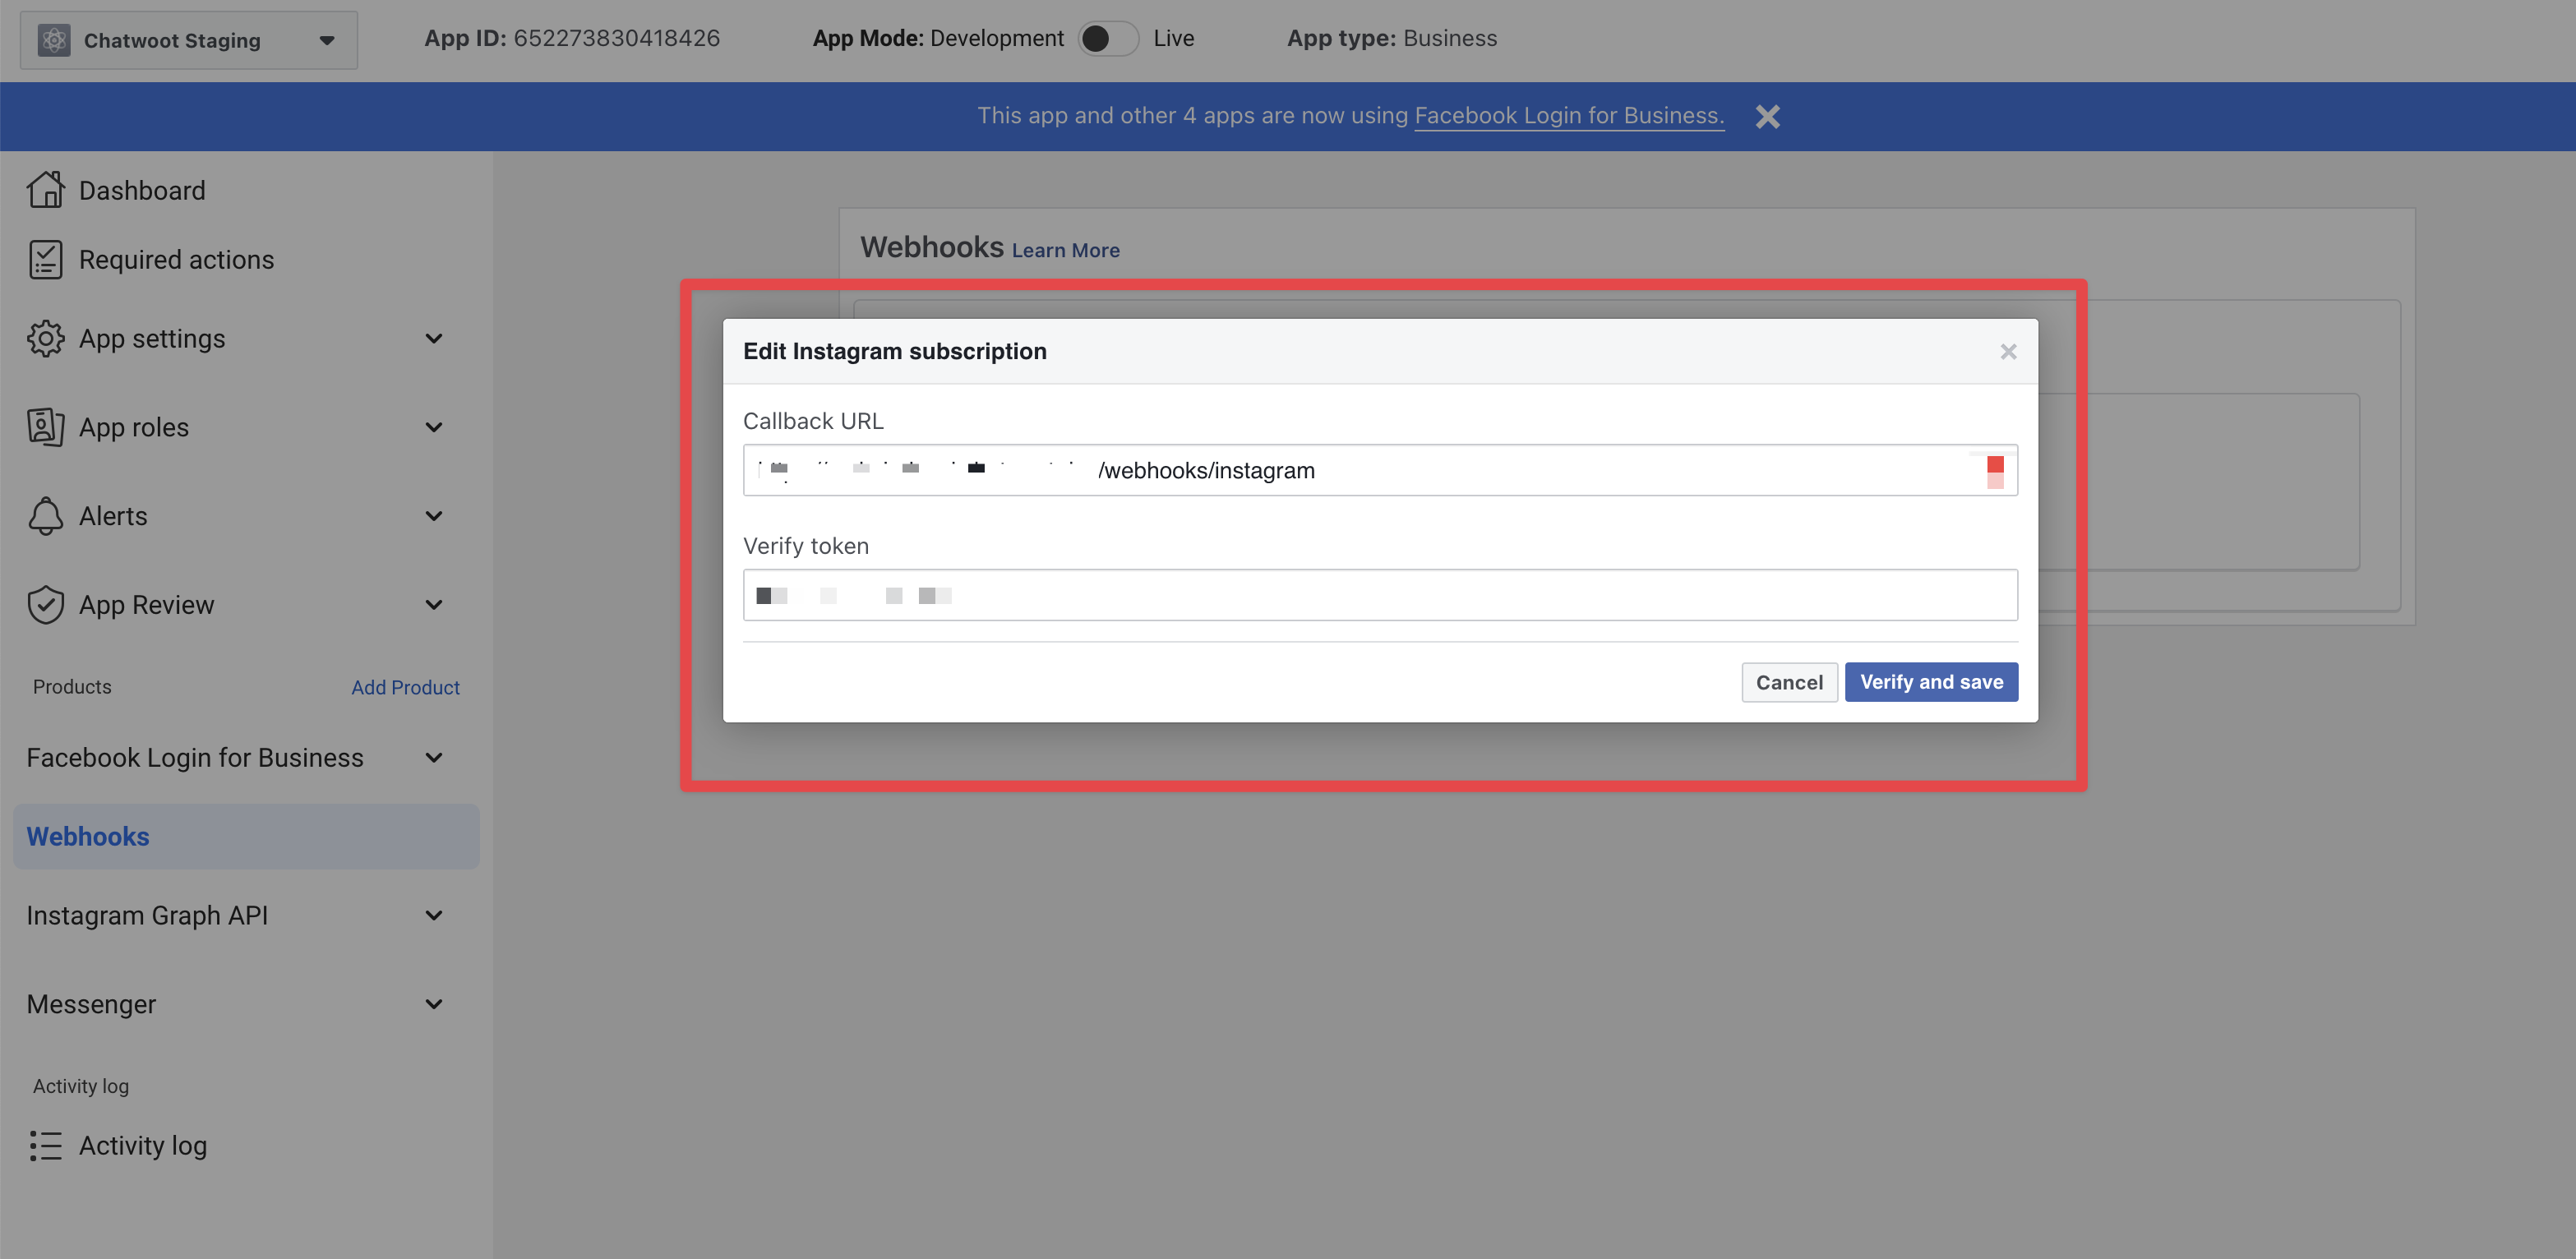 Chatwoot Staging
App ID: 652273830418426
App Mode: Development Live
App type: Business
This app and other 4 apps are now using Facebook Login for Business.
Dashboard
Required actions
App settings
App roles
Alerts
App Review
Products Add Product
Facebook Login for Business
Webhooks
Instagram Graph API
Messenger
Activity log
Activity log
Webhooks Learn More
Edit Instagram subscription
Callback URL
/webhooks/instagram
Verify token
Cancel Verify and save